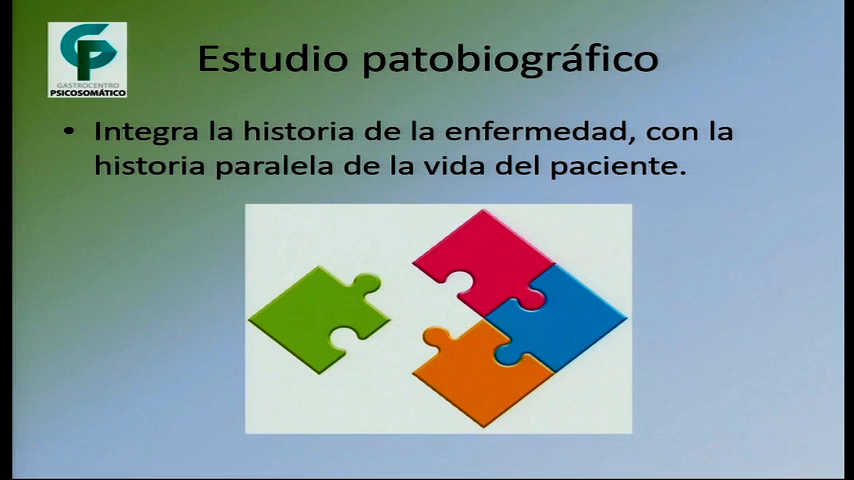 GASTROCENTRO
PSICOSOMÁTICO
Estudio patobiográfico
• Integra la historia de la enfermedad, con la
historia paralela de la vida del paciente.